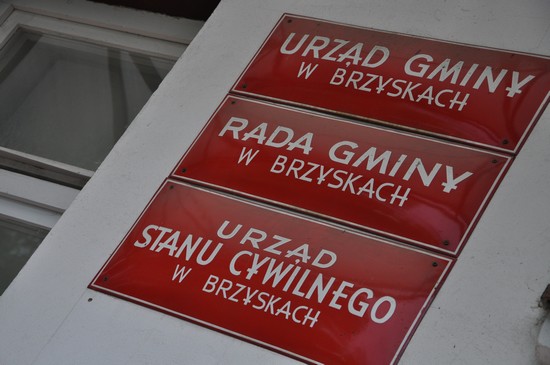 URZĄD GMINY
W BRZYSKACH
RADA GMINY
W BRZYSKACH
URZĄD
STANU CYWILNEGO
W BRZYSKACH